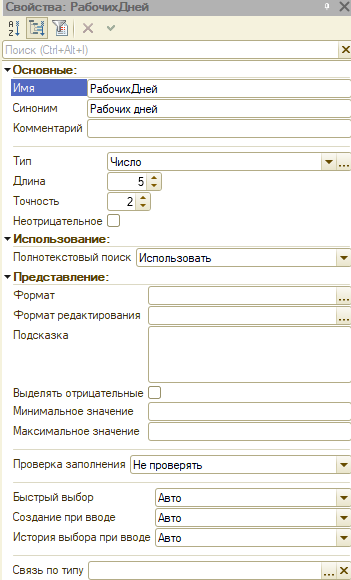 Свойства: РабочихДней
Поиск (Ctrl+Alt+I)
Основные:
Имя РабочихДней
Синоним Рабочих дней
Комментарий
Тип Число
Длина 5
Точность 2
Неотрицательное
Использование:
Полнотекстовый поиск Использовать
Представление:
Формат
Формат редактирования
Подсказка
Выделять отрицательные
Минимальное значение
Максимальное значение
Проверка заполнения Не проверять
Быстрый выбор Авто
Создание при вводе Авто
История выбора при вводе Авто
Связь по типу